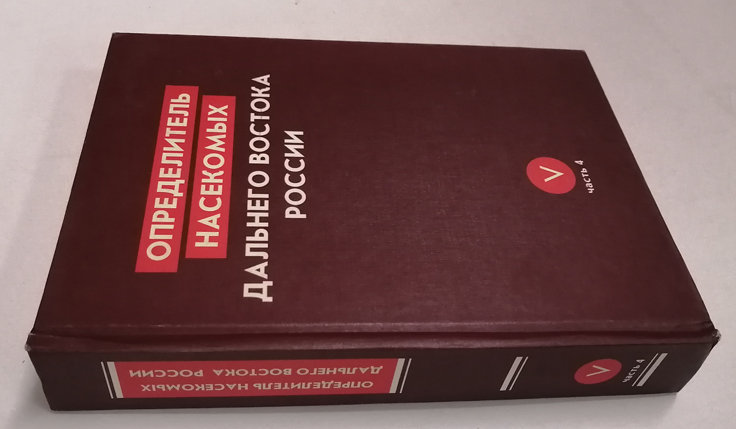 ОПРЕДЕЛИТЕЛЬ
НАСЕКОМЫХ
ДАЛЬНЕГО ВОСТОКА
РОССИИ
V
часть 4
ОПРЕДЕЛИТЕЛЬ НАСЕКОМЫХ
ДАЛЬНЕГО ВОСТОКА РОССИИ
V
часть 4